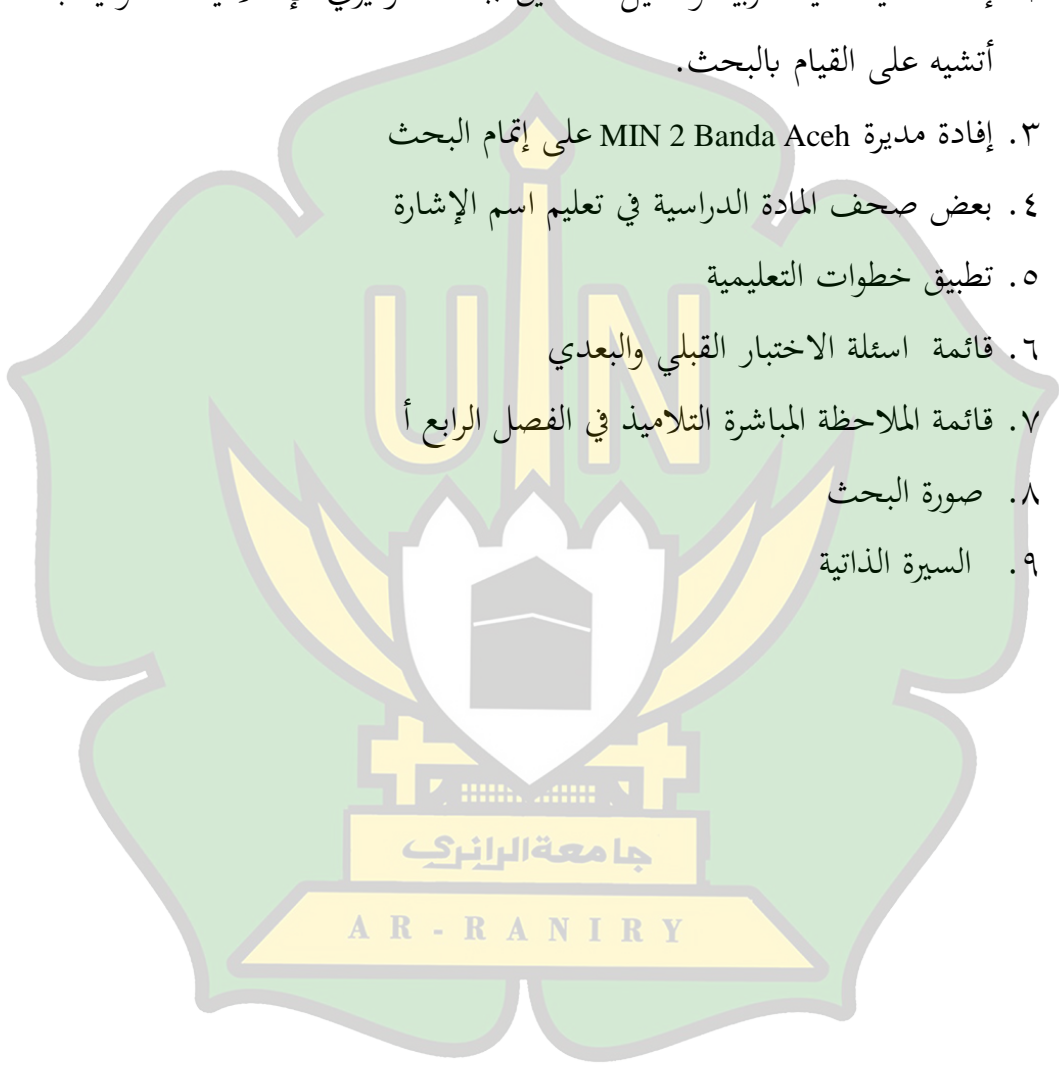 أتشيه على القيام بالبحث.
٣. إفادة مديرة MIN 2 Banda Aceh على إتمام البحث
٤. بعض صحف المادة الدراسية في تعليم اسم الإشارة
٥. تطبيق خطوات التعليمية
٦. قائمة اسئلة الاختبار القبلي والبعدي
٧. قائمة الملاحظة المباشرة التلاميذ في الفصل الرابع أ
٨. صورة البحث
٩. السيرة الذاتية
UIN
جامعة الرانري
AR-RANIRY